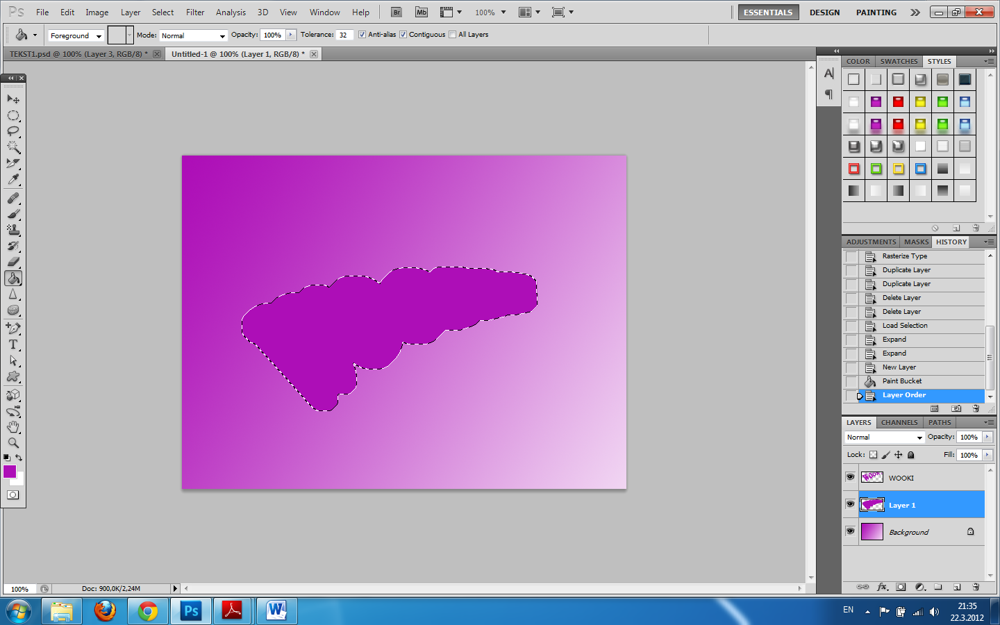 Ps File Edit Image Layer Select Filter Analysis 3D View Window Help Br Mb 100% ESSENTIALS DESIGN PAINTING
Foreground Mode: Normal Opacity: 100% Tolerance: 32 Anti-alias Contiguous All Layers
TEKST1.psd @ 100% (Layer 3, RGB/8) * Untitled-1 @ 100% (Layer 1, RGB/8) *
COLOR SWATCHES STYLES
ADJUSTMENTS MASKS HISTORY
Rasterize Type
Duplicate Layer
Duplicate Layer
Delete Layer
Delete Layer
Load Selection
Expand
Expand
New Layer
Paint Bucket
Layer Order
LAYERS CHANNELS PATHS
Normal Opacity: 100%
Lock: Fill: 100%
WOOKI
Layer 1
Background
100% Doc: 900,0K/2,24M
Ps W EN 21:35
22.3.2012